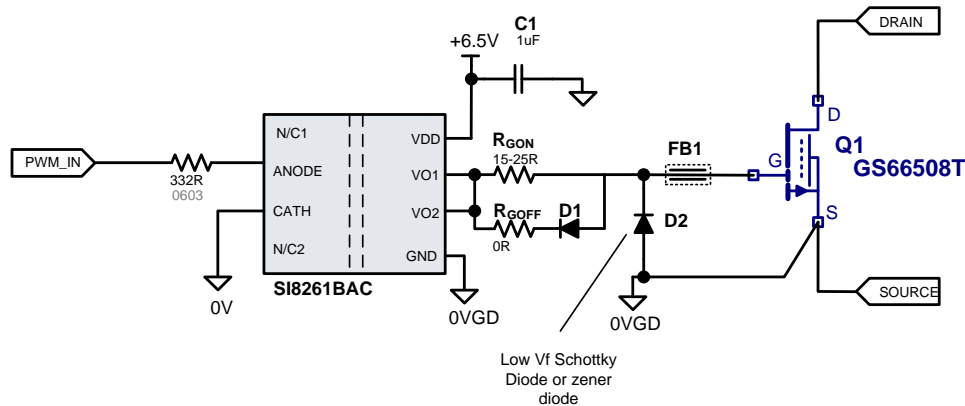 C1
1uF
DRAIN
+6.5V
N/C1
VDD
D
RGON
15-25R
FB1
Q1
GS66508T
PWM_IN
332R
0603
ANODE
VO1
G
CATH
VO2
RGOFF
0R
D1
D2
S
N/C2
GND
SI8261BAC
0V
0VGD
0VGD
SOURCE
Low Vf Schottky
Diode or zener
diode